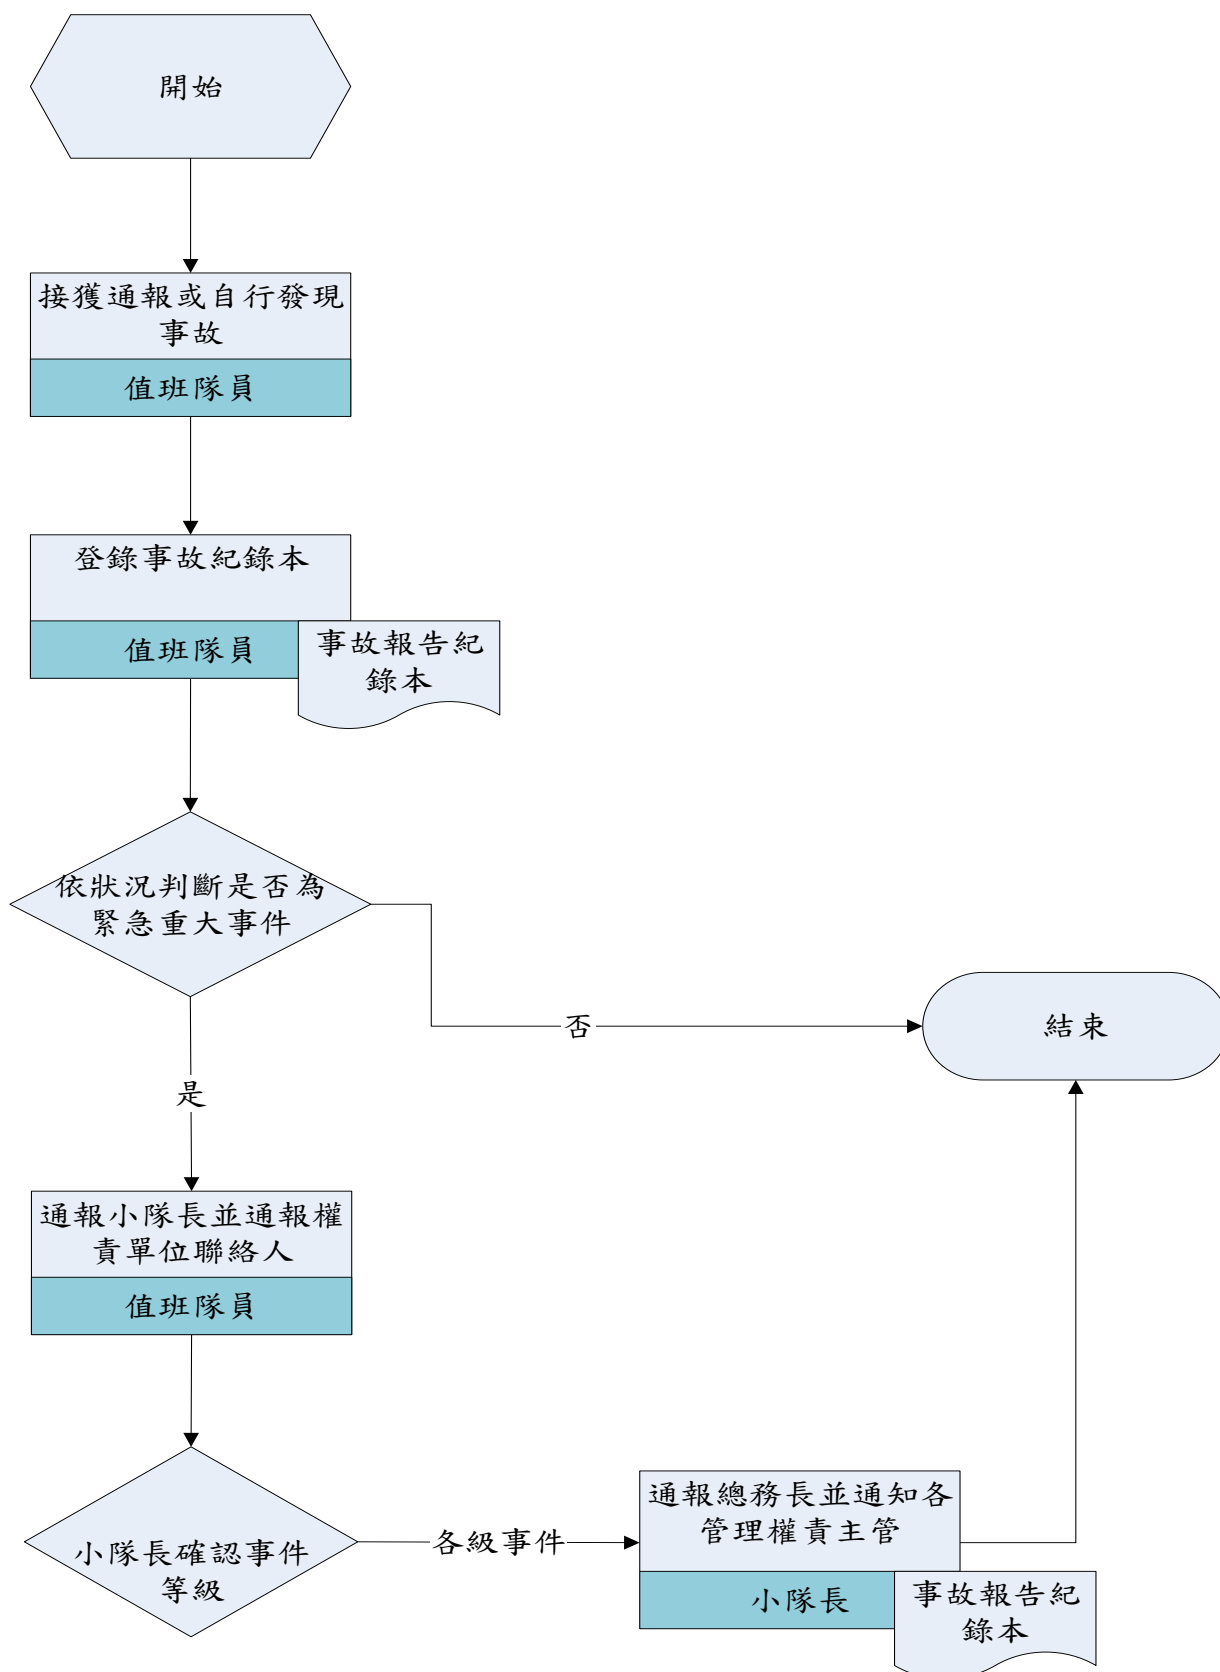 開始
接獲通報或自行發現
事故
值班隊員
登錄事故紀錄本
值班隊員
事故報告紀
錄本
依狀況判斷是否為
緊急重大事件
否
結束
是
通報小隊長並通報權
責單位聯絡人
值班隊員
小隊長確認事件
等級
各級事件
通報總務長並通知各
管理權責主管
小隊長
事故報告紀
錄本